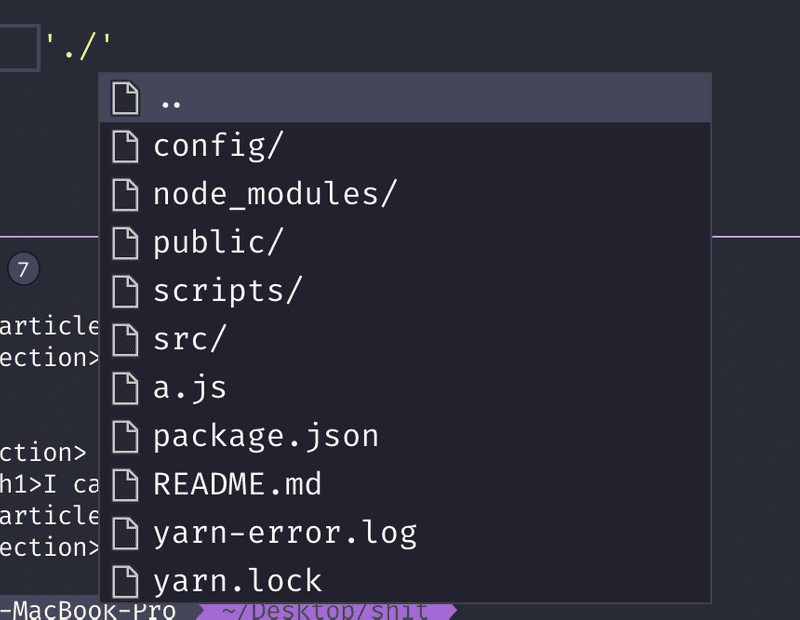 './'
..
config/
node_modules/
public/
scripts/
7
src/
article
ection>
a.js
package.json
ction>
README.md
h1>I ca
article
yarn-error.log
ection>
yarn.lock
-MacBook-Pro ~/Desktop/shit